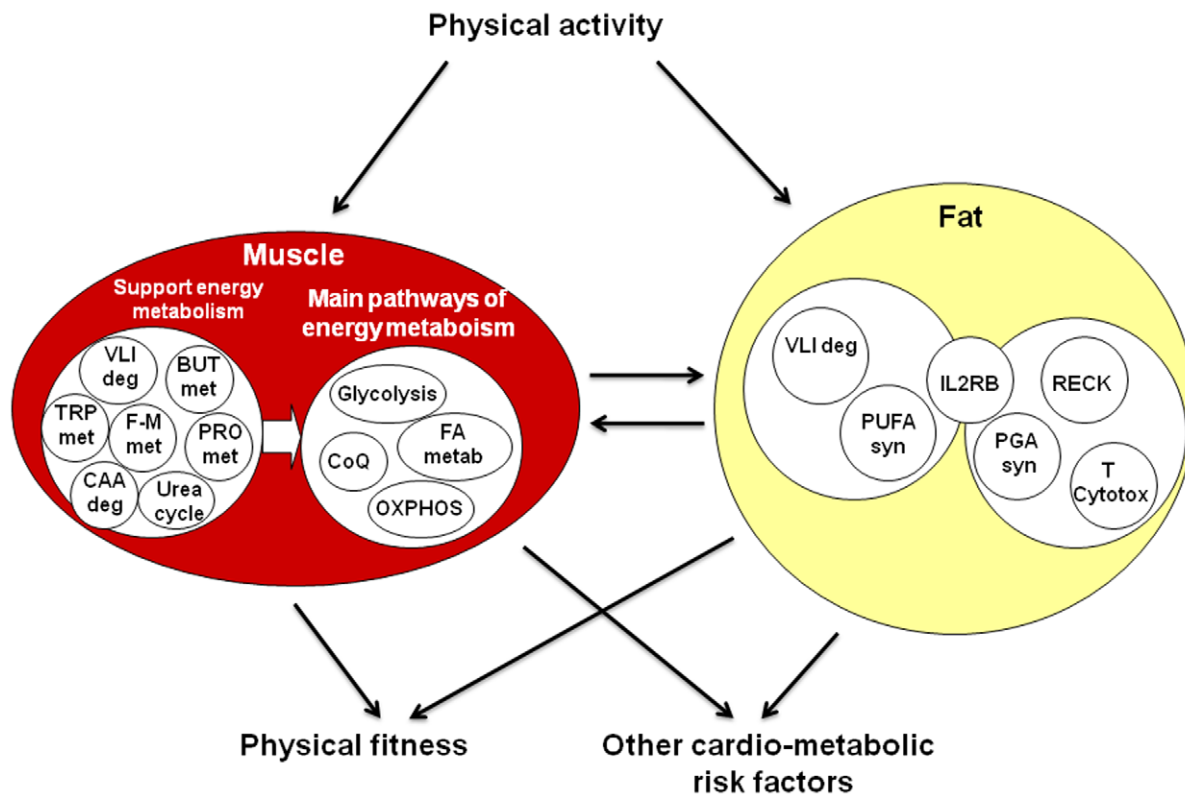 Physical activity
Muscle
Support energy
metabolism
Main pathways of
energy metaboism
VLI
deg
BUT
met
TRP
met
F-M
met
PRO
met
CAA
deg
Urea
cycle
Glycolysis
CoQ
FA
metab
OXPHOS
Fat
VLI deg
PUFA
syn
IL2RB
RECK
PGA
syn
T
Cytotox
Physical fitness
Other cardio-metabolic
risk factors